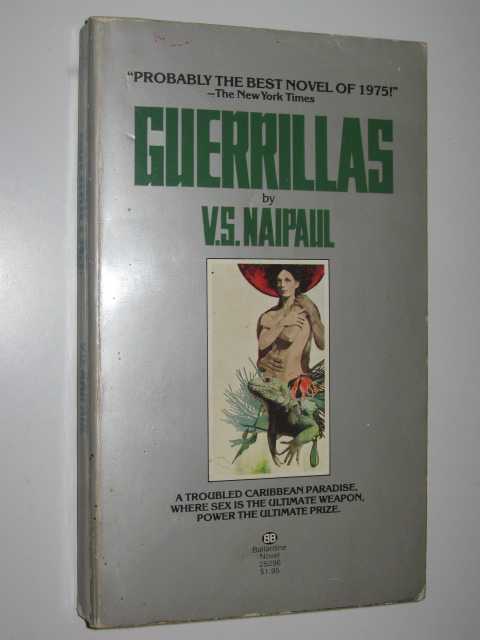 "PROBABLY THE BEST NOVEL OF 1975!"
—The New York Times
GUERRILLAS
by
V.S. NAIPAUL
A TROUBLED CARIBBEAN PARADISE,
WHERE SEX IS THE ULTIMATE WEAPON,
POWER THE ULTIMATE PRIZE.
BB
Ballantine
Novel
25296
$1.95